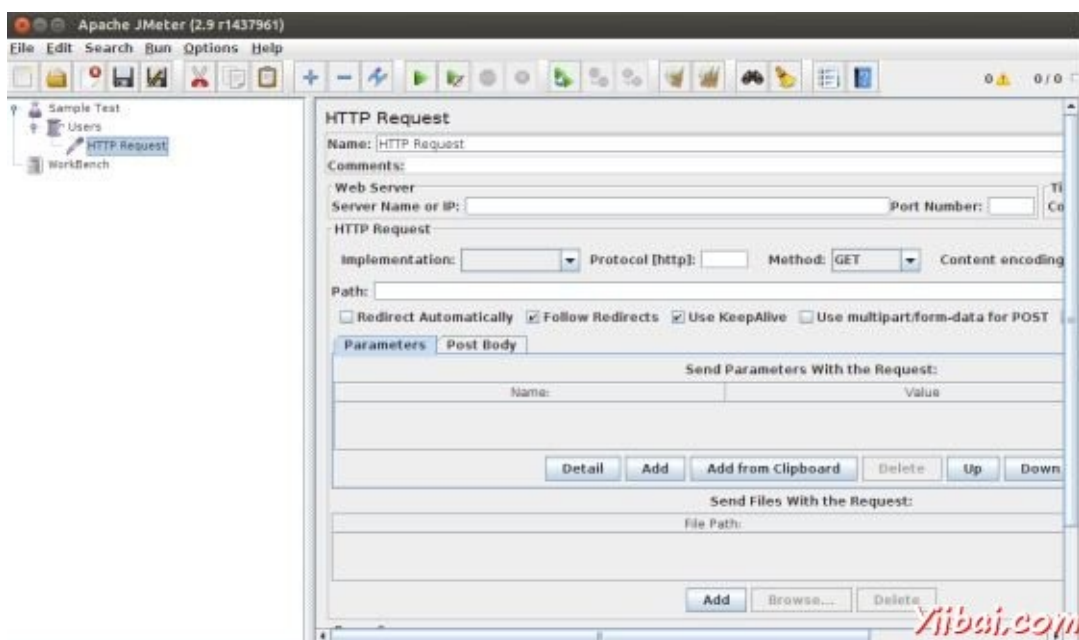 Apache JMeter (2.9 r1437961)
File Edit Search Run Options Help
0 0 / 0
Sample Test
Users
HTTP Request
WorkBench
HTTP Request
Name: HTTP Request
Comments:
Web Server
Server Name or IP: Port Number:
Ti
Co
HTTP Request
Implementation: Protocol [http]: Method: GET Content encoding
Path:
Redirect Automatically Follow Redirects Use KeepAlive Use multipart/form-data for POST
Parameters Post Body
Send Parameters With the Request:
Name: Value
Detail Add Add from Clipboard Delete Up Down
Send Files With the Request:
File Path:
Add Browse... Delete
Yiibai.com